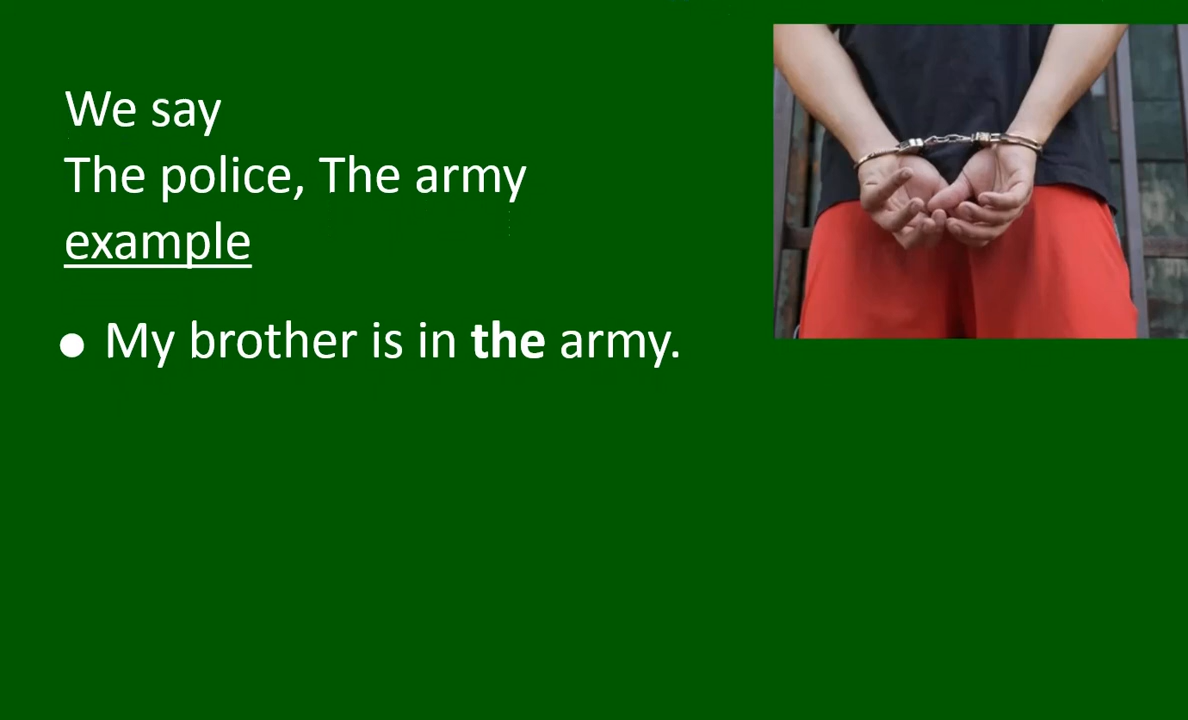 We say
The police, The army
example
● My brother is in the army.